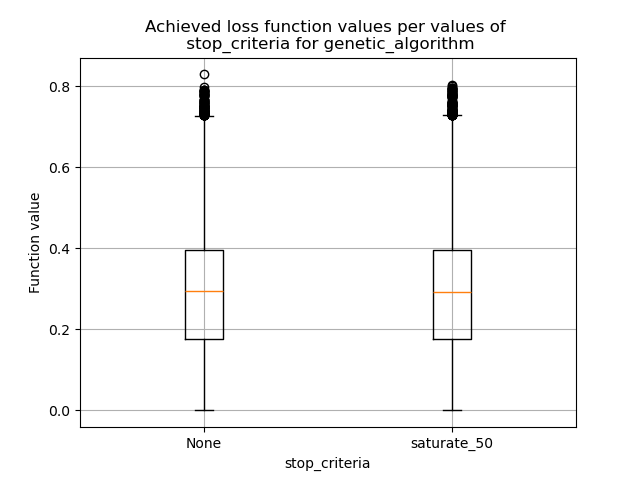 Achieved loss function values per values of
stop_criteria for genetic_algorithm
0.8
0.6
0.4
0.2
0.0
Function value
None
saturate_50
stop_criteria